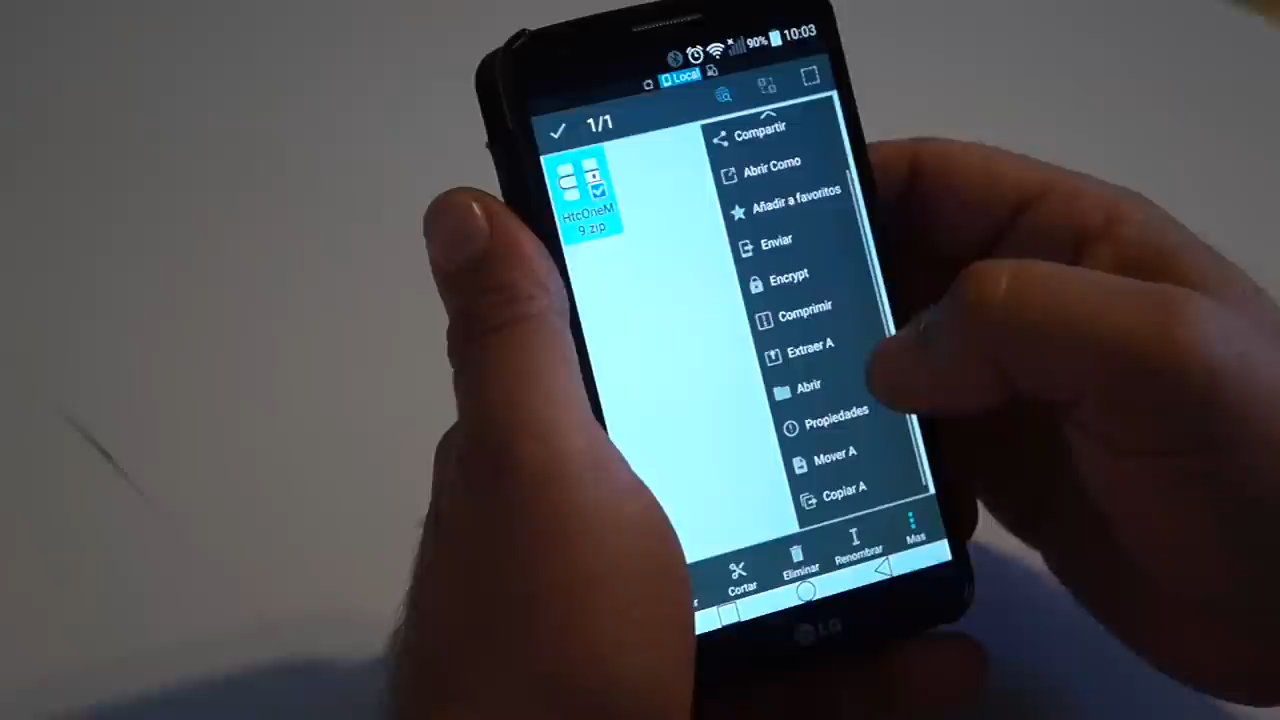 90% 10:03
Local
1/1
HtcOneM
9.zip
Compartir
Abrir Como
Añadir a favoritos
Enviar
Encrypt
Comprimir
Extraer A
Abrir
Propiedades
Mover A
Copiar A
r Cortar Eliminar Renombrar Mas
LG